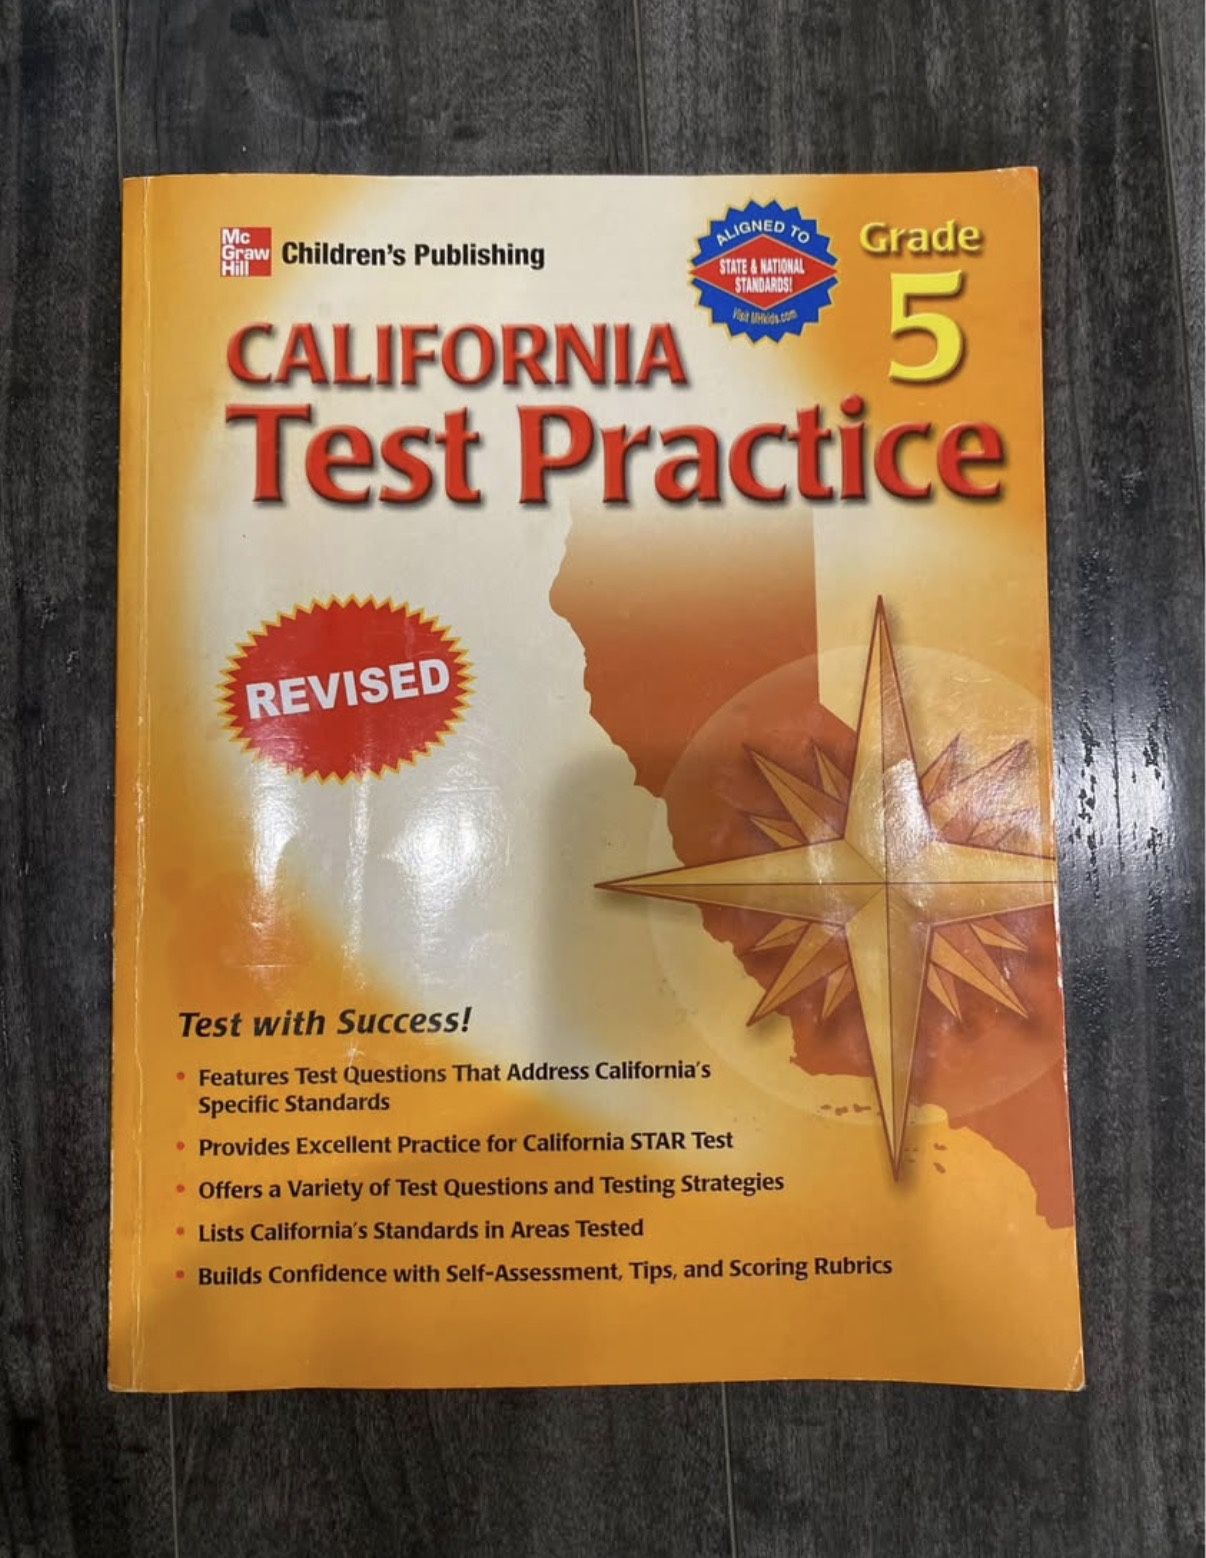 Mc
Graw
Hill
Children's Publishing
ALIGNED TO
STATE & NATIONAL
STANDARDS!
Visit MHkids.com
Grade
5
CALIFORNIA
Test Practice
REVISED
Test with Success!
• Features Test Questions That Address California's
Specific Standards
• Provides Excellent Practice for California STAR Test
• Offers a Variety of Test Questions and Testing Strategies
• Lists California's Standards in Areas Tested
• Builds Confidence with Self-Assessment, Tips, and Scoring Rubrics